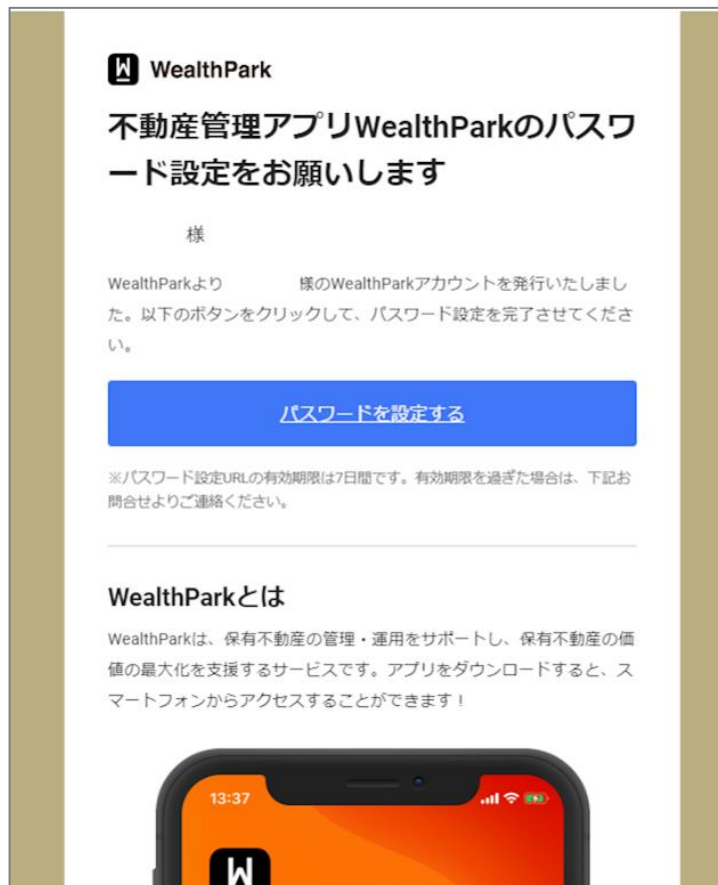 W WealthPark
不動産管理アプリWealthParkのパスワ
ード設定をお願いします
様
WealthParkより 様のWealthParkアカウントを発行いたしまし
た。以下のボタンをクリックして、パスワード設定を完了させてくださ
い。
パスワードを設定する
※パスワード設定URLの有効期限は7日間です。有効期限を過ぎた場合は、下記お
問合せよりご連絡ください。
WealthParkとは
WealthParkは、保有不動産の管理・運用をサポートし、保有不動産の価
値の最大化を支援するサービスです。アプリをダウンロードすると、ス
マートフォンからアクセスすることができます！
13:37
W